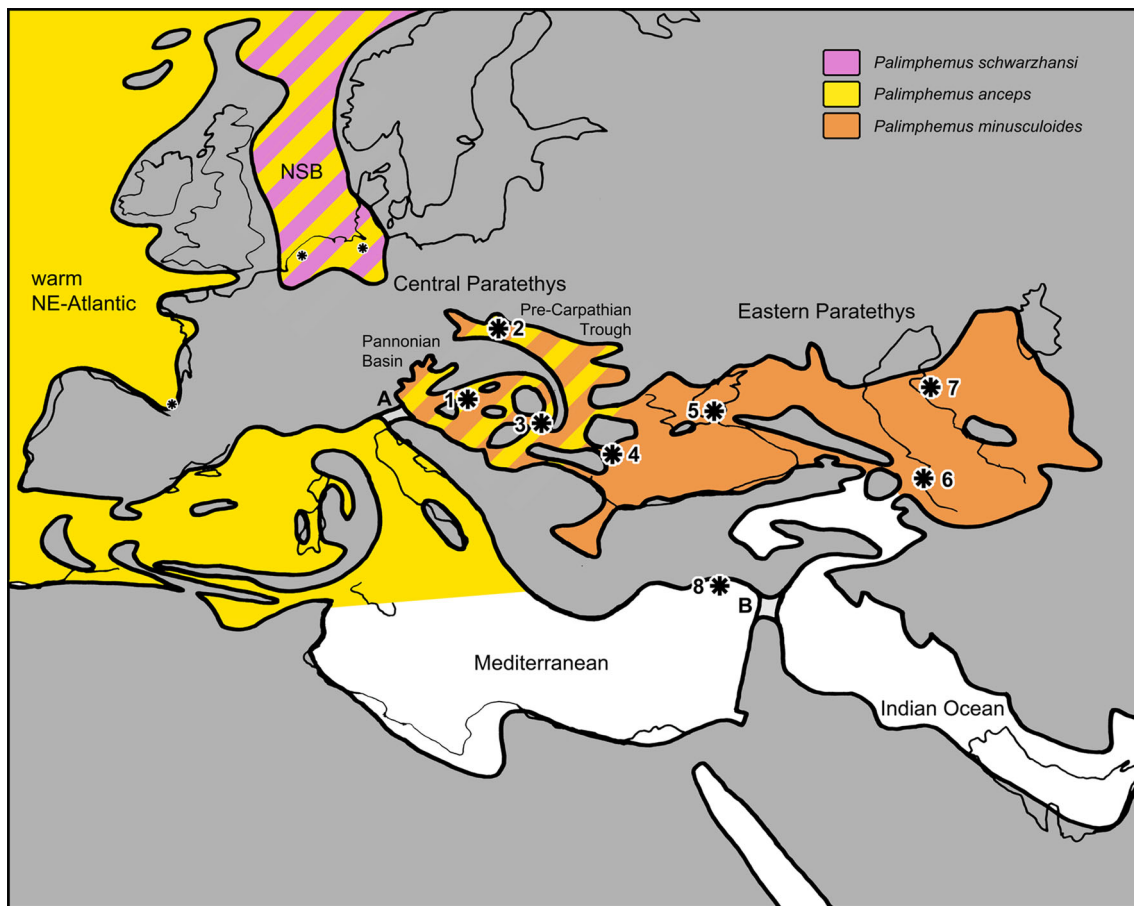 Palimphemus schwarzhansi
Palimphemus anceps
Palimphemus minusculoides
NSB
warm
NE-Atlantic
Central Paratethys
Pre-Carpathian
Trough
Eastern Paratethys
Pannonian
Basin
2
7
A
1
5
3
4
6
8
B
Mediterranean
Indian Ocean